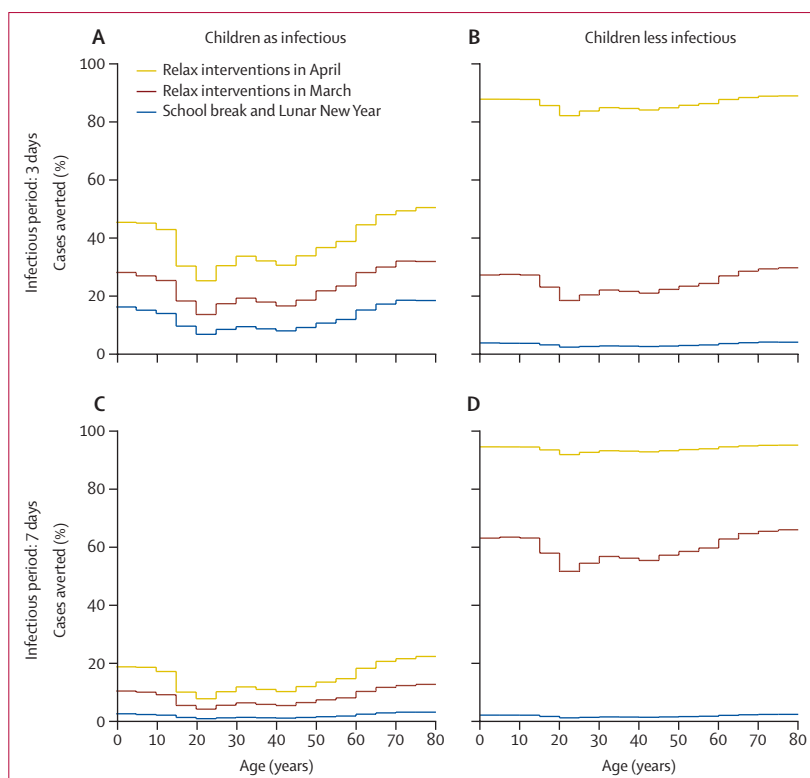 A
Children as infectious
B
Children less infectious
Relax interventions in April
Relax interventions in March
School break and Lunar New Year
Infectious period: 3 days
Cases averted (%)
100
80
60
40
20
0
C
D
Infectious period: 7 days
Cases averted (%)
100
80
60
40
20
0
0 10 20 30 40 50 60 70 80
Age (years)
0 10 20 30 40 50 60 70 80
Age (years)